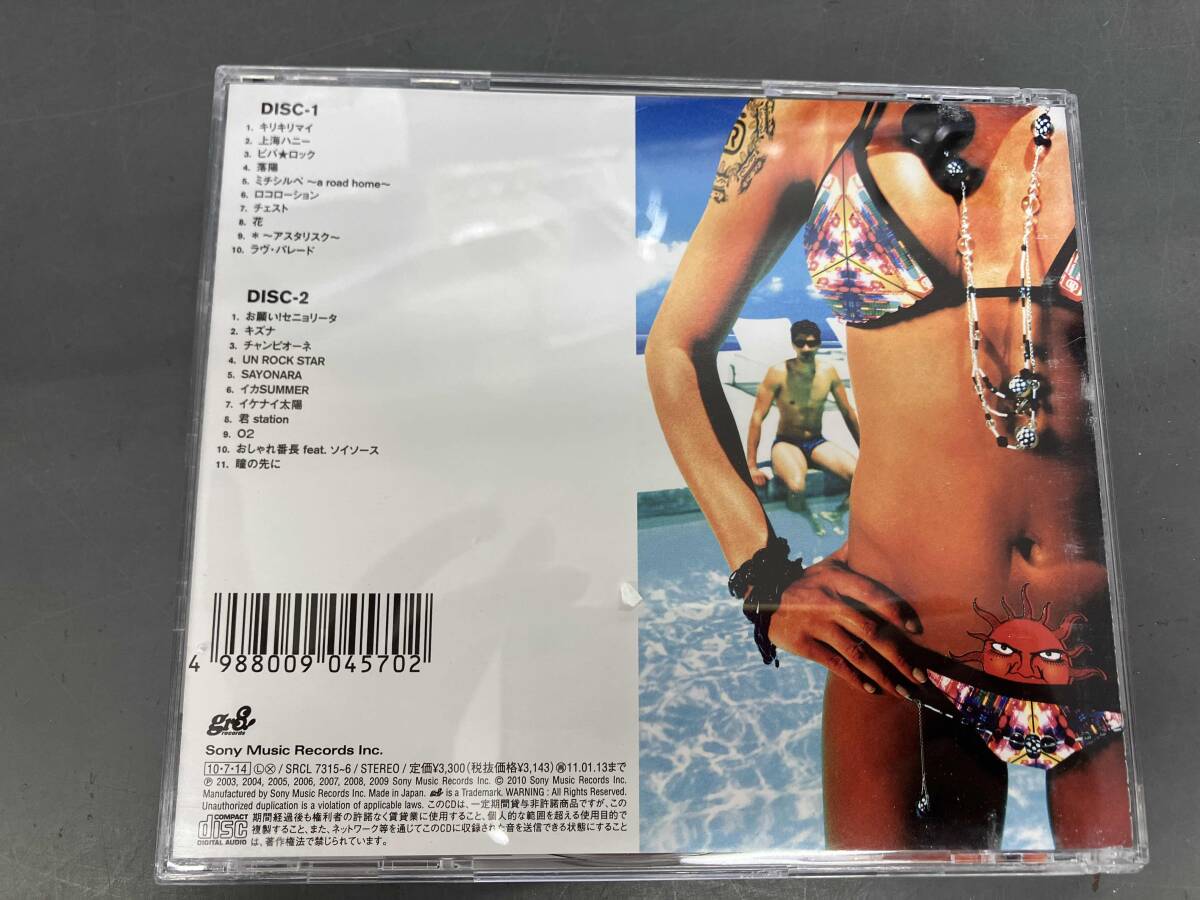 DISC-1
1. キリキリマイ
2. 上海ハニー
3. ビバ★ロック
4. 落陽
5. ミチシルベ 〜a road home〜
6. ロコローション
7. チェスト
8. 花
9. ＊〜アスタリスク〜
10. ラヴ・パレード
DISC-2
1. お願い!セニョリータ
2. キズナ
3. チャンピオーネ
4. UN ROCK STAR
5. SAYONARA
6. イカSUMMER
7. イケナイ太陽
8. 君 station
9. O2
10. おしゃれ番長 feat. ソイソース
11. 瞳の先に
4 988009 045702
gr8!
records
Sony Music Records Inc.
10・7・14 Ⓛ Ⓧ / SRCL 7315~6 / STEREO / 定価¥3,300(税抜価格¥3,143) 11.01.13まで
Ⓟ 2003, 2004, 2005, 2006, 2007, 2008, 2009 Sony Music Records Inc. © 2010 Sony Music Records Inc.
Manufactured by Sony Music Records Inc. Made in Japan. gr8! is a Trademark. WARNING : All Rights Reserved.
Unauthorized duplication is a violation of applicable laws. このCDは、一定期間貸与非許諾商品ですが、この
期間経過後も権利者の許諾なく賃貸業に使用すること、個人的な範囲を超える使用目的で
複製すること、また、ネットワーク等を通じてこのCDに収録された音を送信できる状態にすること
は、著作権法で禁じられています。
COMPACT
disc
DIGITAL AUDIO